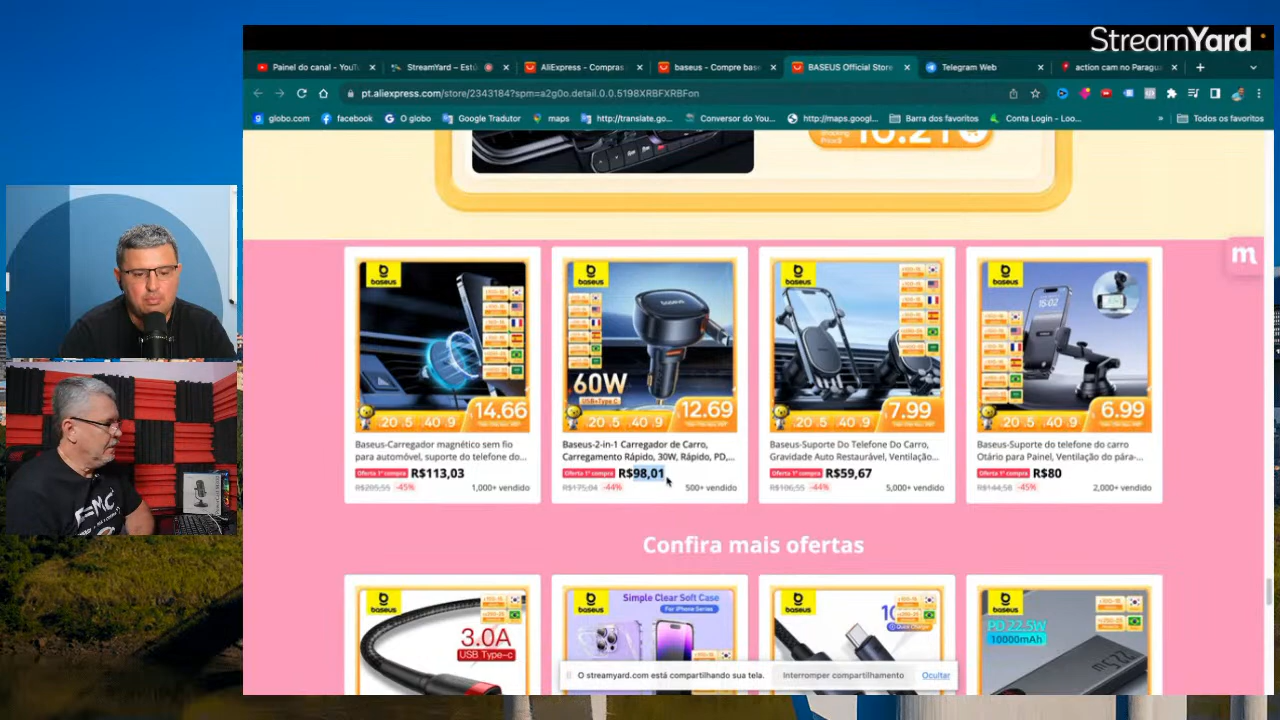 StreamYard
Painel do canal - YouTu
StreamYard – Estú
AliExpress - Compras
baseus - Compre base
BASEUS Official Store
Telegram Web
action cam no Paragua
pt.aliexpress.com/store/2343184?spm=a2g0o.detail.0.0.5198XRBFXRBFon
globo.com
facebook
O globo
Google Tradutor
maps
http://translate.go...
Conversor do You...
http://maps.googl...
Barra dos favoritos
Conta Login - Loo...
»
Todos os favoritos
m
baseus
20 5 40 9
14.66
Baseus-Carregador magnético sem fio
para automóvel, suporte do telefone do...
Oferta 1ª compra R$113,03
R$205,55 -45% 1,000+ vendido
baseus
60W
USB+Type C
20 5 40 9
12.69
Baseus-2-in-1 Carregador de Carro,
Carregamento Rápido, 30W, Rápido, PD,...
Oferta 1ª compra R$98,01
R$175,04 -44% 500+ vendido
baseus
20 5 40 9
7.99
Baseus-Suporte Do Telefone Do Carro,
Gravidade Auto Restaurável, Ventilação...
Oferta 1ª compra R$59,67
R$106,55 -44% 5,000+ vendido
baseus
15:02
20 5 40 9
6.99
Baseus-Suporte do telefone do carro
Otário para Painel, Ventilação do pára-...
Oferta 1ª compra R$80
R$144,58 -45% 2,000+ vendido
Confira mais ofertas
baseus
3.0A
USB Type-c
Simple Clear Soft Case
For iPhone Series
baseus
baseus
baseus
PD 22.5W
10000mAh
O streamyard.com está compartilhando sua tela.
Interromper compartilhamento
Ocultar